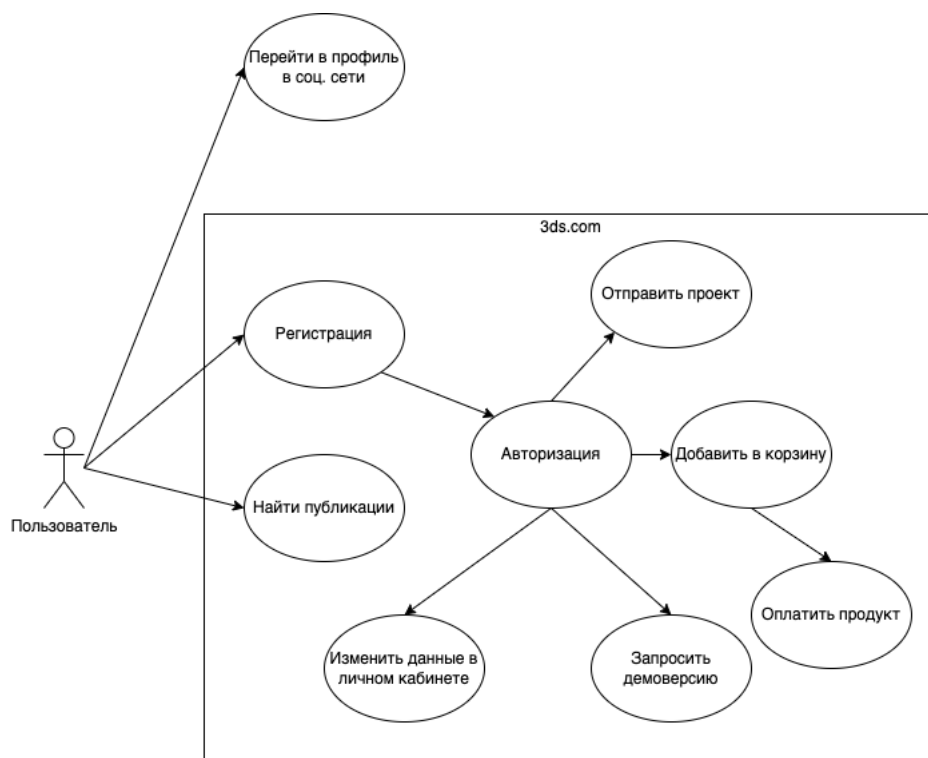 Перейти в профиль
в соц. сети
3ds.com
Отправить проект
Регистрация
Авторизация
Добавить в корзину
Найти публикации
Пользователь
Оплатить продукт
Изменить данные в
личном кабинете
Запросить
демоверсию